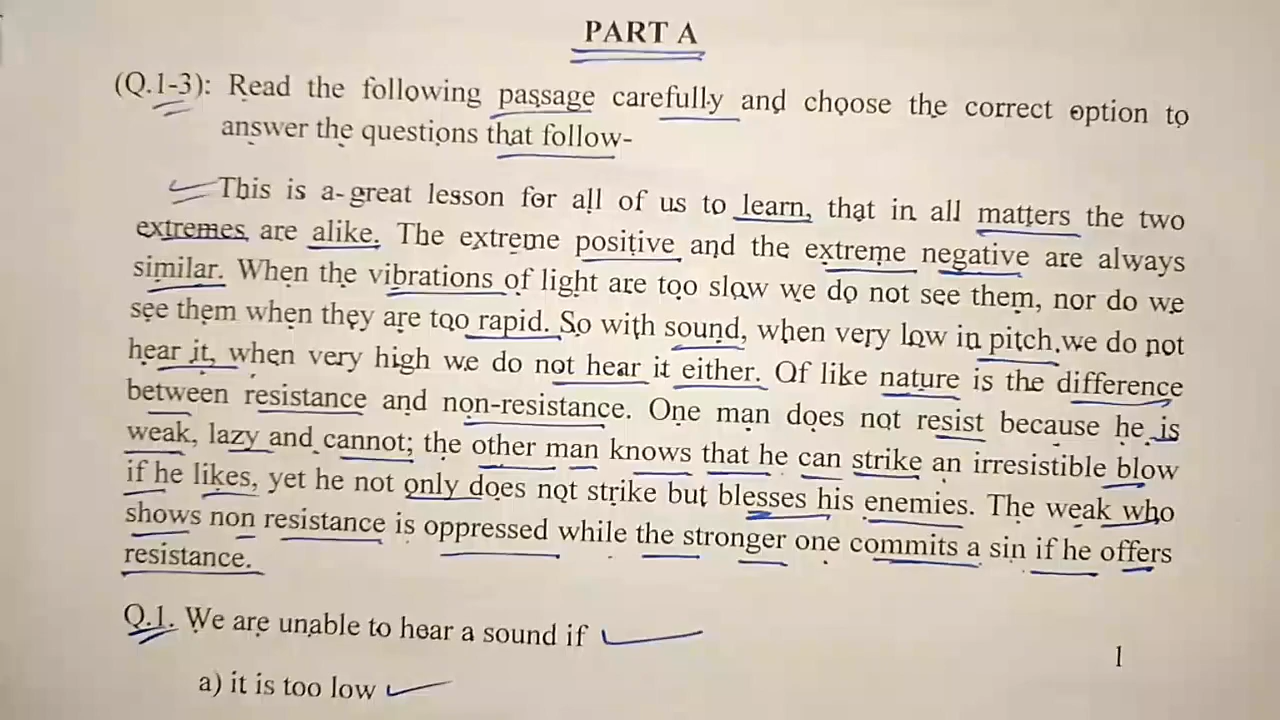 PART A
(Q.1-3): Read the following passage carefully and choose the correct option to
answer the questions that follow-
This is a-great lesson for all of us to learn, that in all matters the two
extremes are alike. The extreme positive and the extreme negative are always
similar. When the vibrations of light are too slow we do not see them, nor do we
see them when they are too rapid. So with sound, when very low in pitch,we do not
hear it, when very high we do not hear it either. Of like nature is the difference
between resistance and non-resistance. One man does not resist because he is
weak, lazy and cannot; the other man knows that he can strike an irresistible blow
if he likes, yet he not only does not strike but blesses his enemies. The weak who
shows non resistance is oppressed while the stronger one commits a sin if he offers
resistance.
Q.1. We are unable to hear a sound if
1
a) it is too low